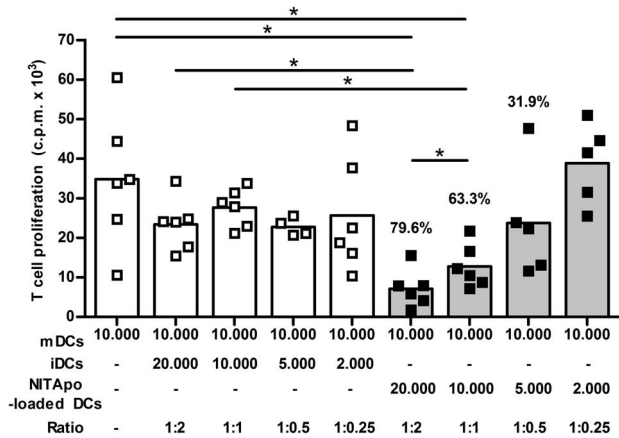 *
*
*
*
*
T cell proliferation (c.p.m. x 10³)
70
60
50
40
30
20
10
0
79.6%
63.3%
31.9%
mDCs 10.000 10.000 10.000 10.000 10.000 10.000 10.000 10.000 10.000
iDCs - 20.000 10.000 5.000 2.000 - - - -
NITApo
-loaded DCs - - - - - 20.000 10.000 5.000 2.000
Ratio - 1:2 1:1 1:0.5 1:0.25 1:2 1:1 1:0.5 1:0.25